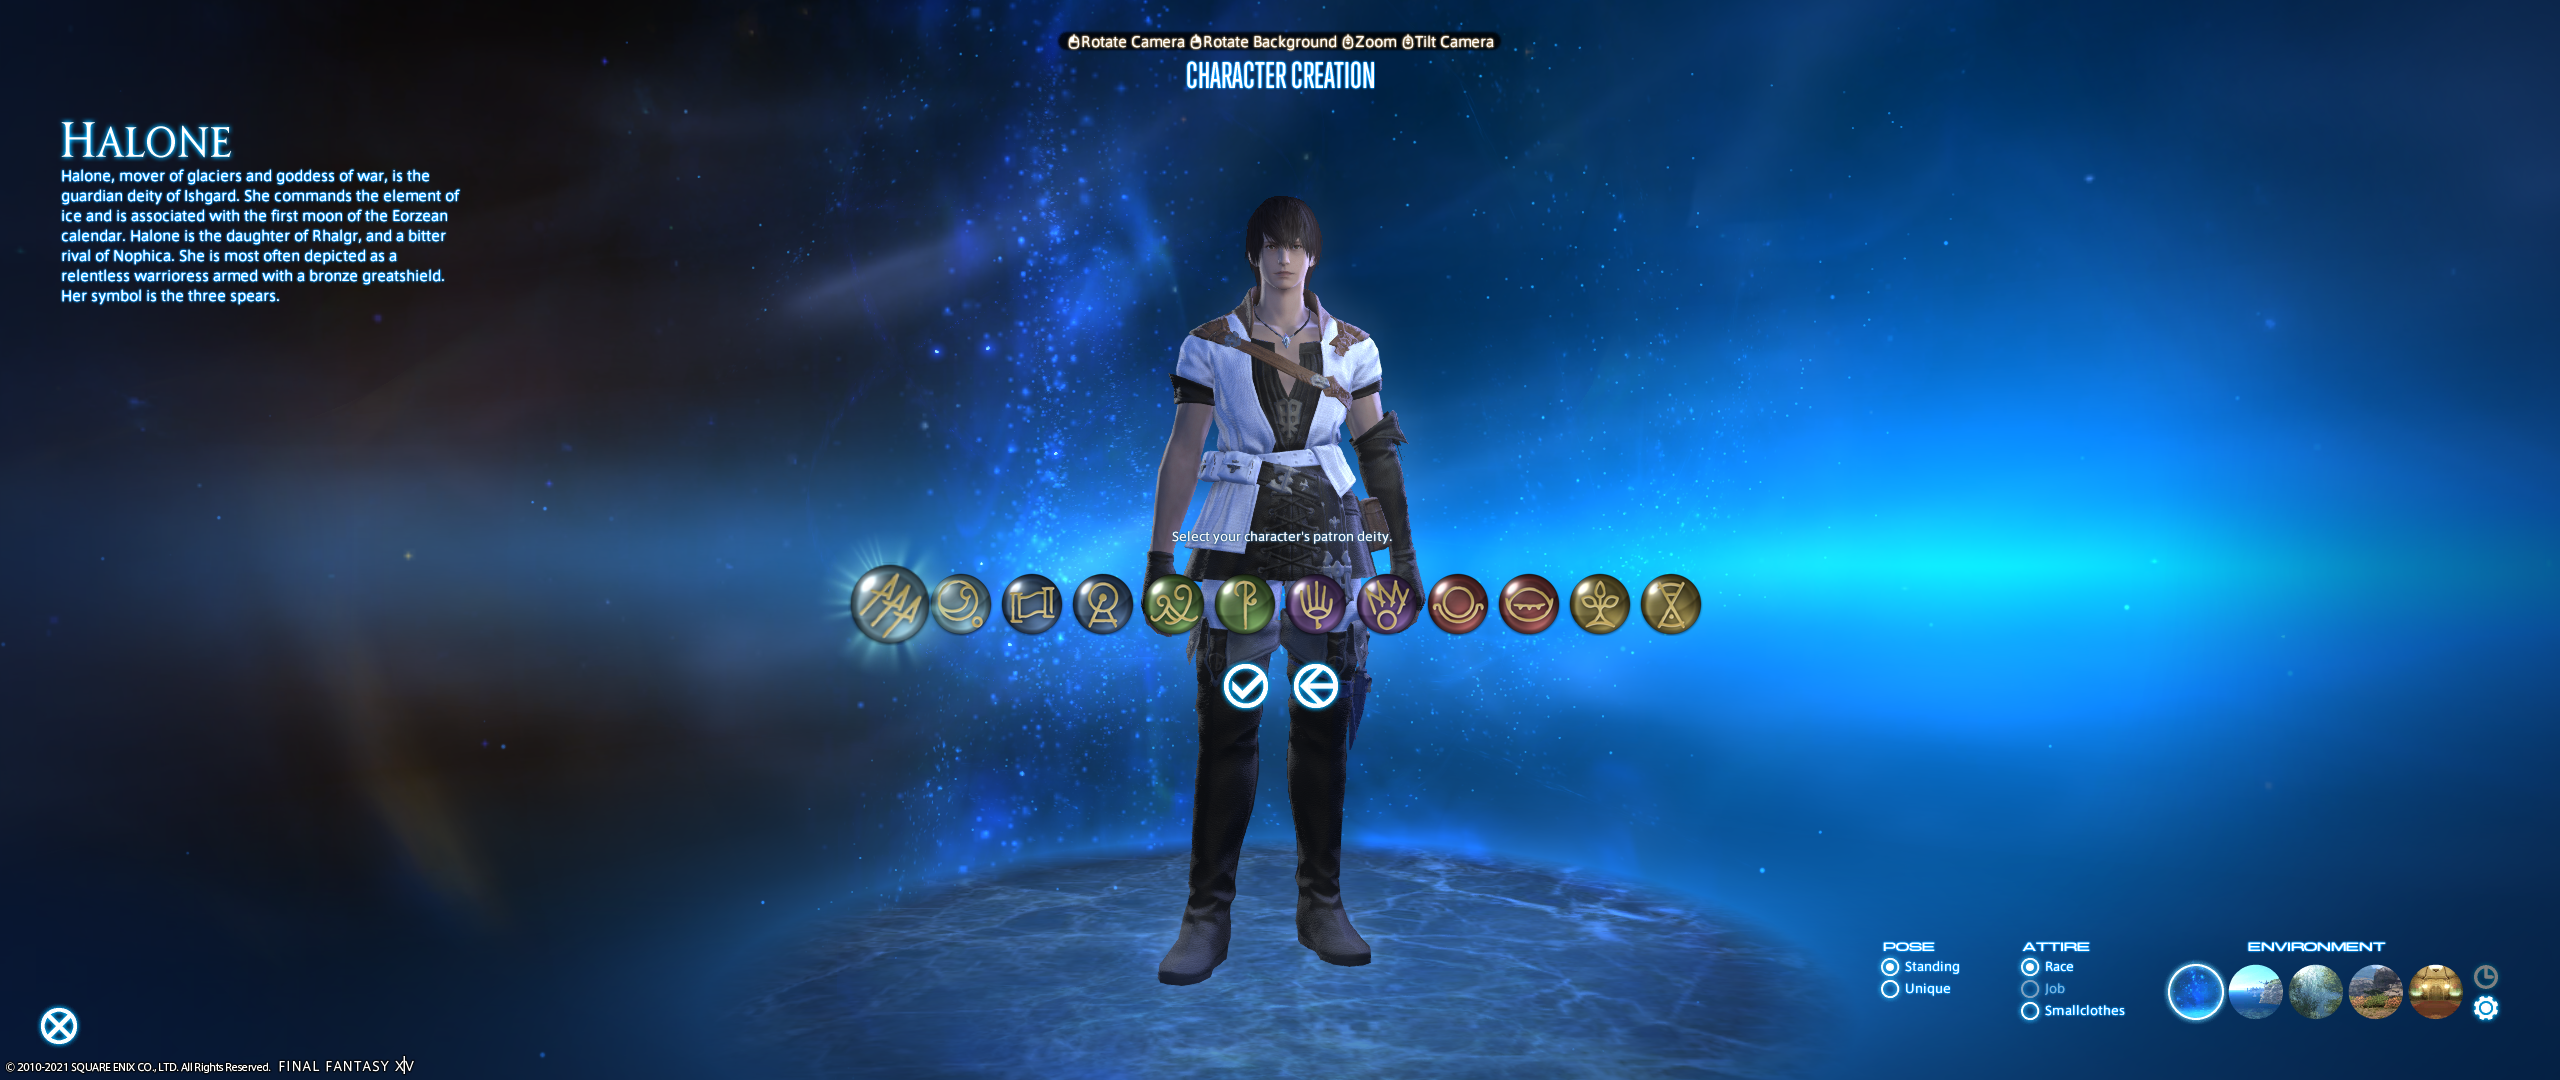 Rotate Camera Rotate Background Zoom Tilt Camera
CHARACTER CREATION
HALONE
Halone, mover of glaciers and goddess of war, is the
guardian deity of Ishgard. She commands the element of
ice and is associated with the first moon of the Eorzean
calendar. Halone is the daughter of Rhalgr, and a bitter
rival of Nophica. She is most often depicted as a
relentless warrioress armed with a bronze greatshield.
Her symbol is the three spears.
Select your character's patron deity.
POSE
Standing
Unique
ATTIRE
Race
Job
Smallclothes
ENVIRONMENT
© 2010-2021 SQUARE ENIX CO., LTD. All Rights Reserved. FINAL FANTASY XIV